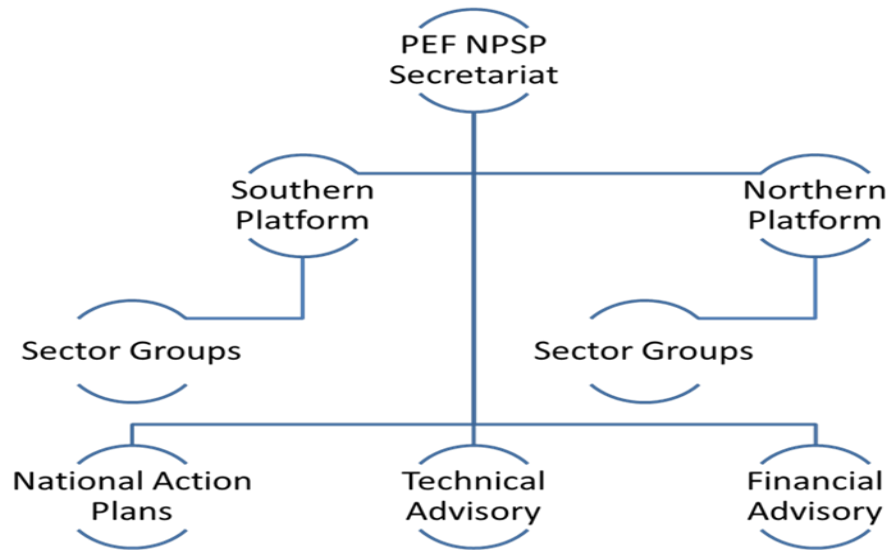 PEF NPSP
Secretariat
Southern
Platform
Northern
Platform
Sector Groups
Sector Groups
National Action
Plans
Technical
Advisory
Financial
Advisory